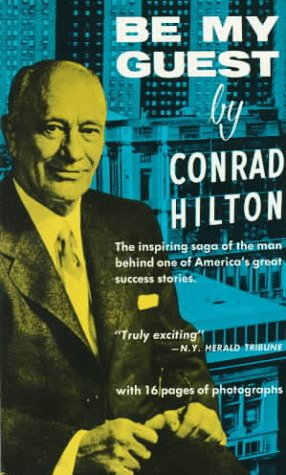 BE MY
GUEST
by
CONRAD
HILTON
The inspiring saga of the man
behind one of America's great
success stories.
"Truly exciting"
—N.Y. HERALD TRIBUNE
with 16 pages of photographs